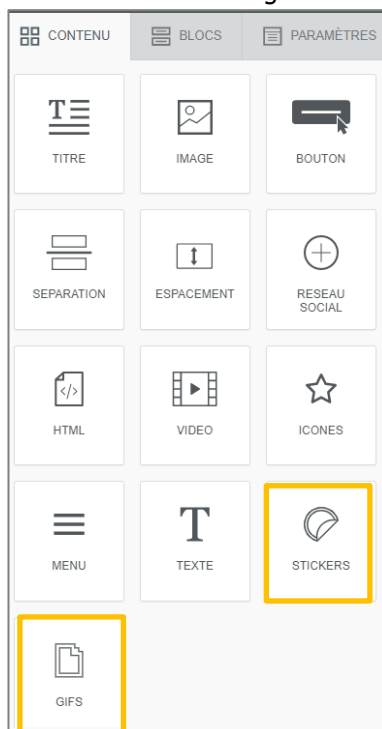 CONTENU BLOCS PARAMÈTRES
TITRE IMAGE BOUTON
SEPARATION ESPACEMENT RESEAU
SOCIAL
HTML VIDEO ICONES
MENU TEXTE STICKERS
GIFS